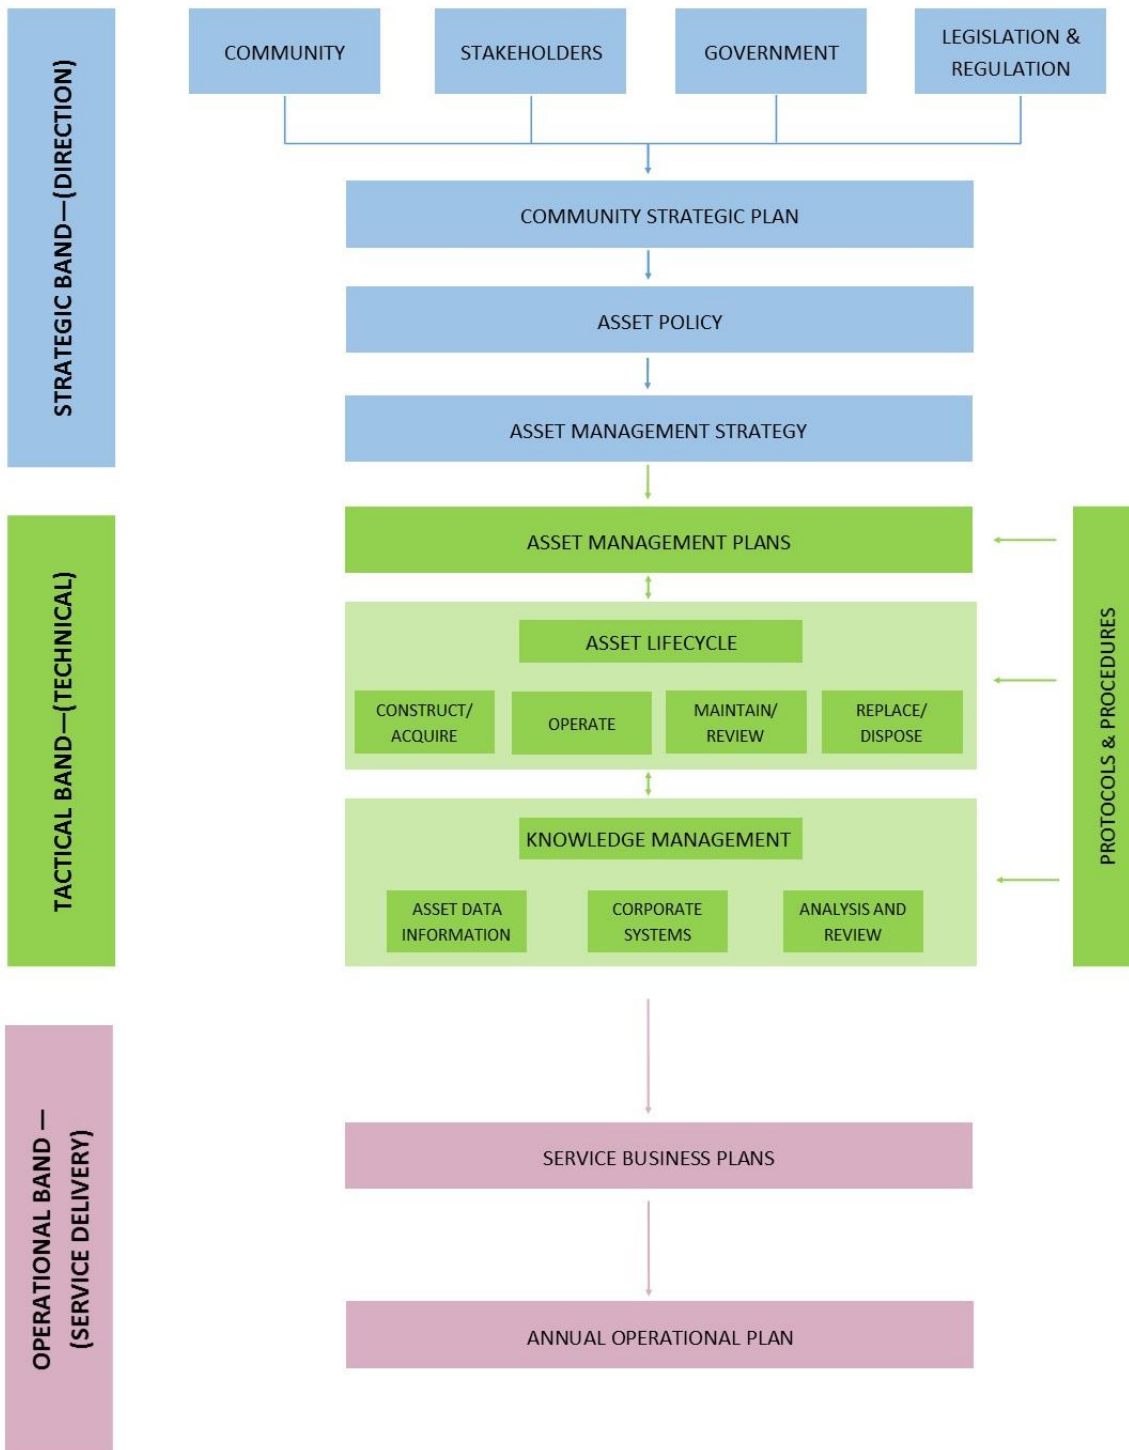 COMMUNITY
STAKEHOLDERS
GOVERNMENT
LEGISLATION &
REGULATION
STRATEGIC BAND—(DIRECTION)
COMMUNITY STRATEGIC PLAN
ASSET POLICY
ASSET MANAGEMENT STRATEGY
TACTICAL BAND—(TECHNICAL)
ASSET MANAGEMENT PLANS
ASSET LIFECYCLE
CONSTRUCT/
ACQUIRE
OPERATE
MAINTAIN/
REVIEW
REPLACE/
DISPOSE
KNOWLEDGE MANAGEMENT
ASSET DATA
INFORMATION
CORPORATE
SYSTEMS
ANALYSIS AND
REVIEW
PROTOCOLS & PROCEDURES
OPERATIONAL BAND —
(SERVICE DELIVERY)
SERVICE BUSINESS PLANS
ANNUAL OPERATIONAL PLAN